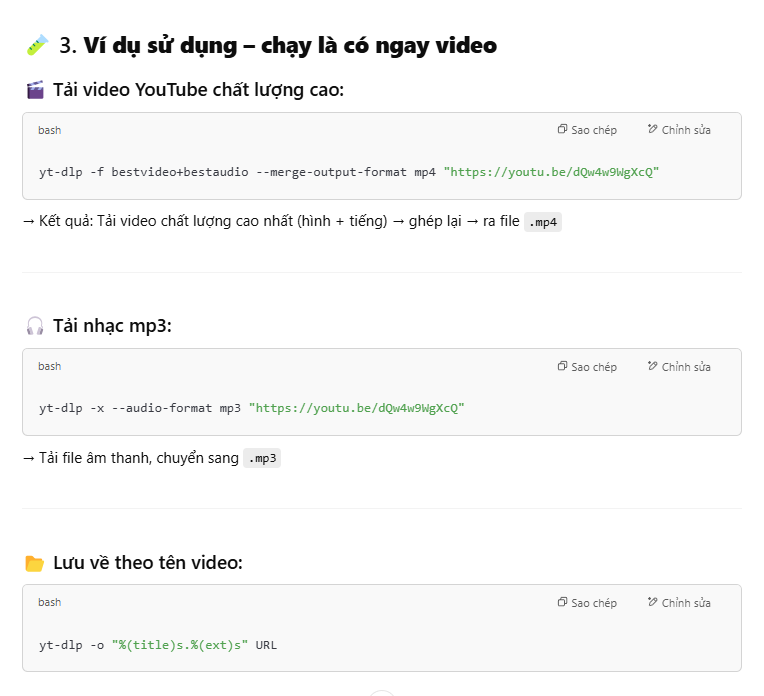 3. Ví dụ sử dụng – chạy là có ngay video
Tải video YouTube chất lượng cao:
bash
Sao chép
Chỉnh sửa
yt-dlp -f bestvideo+bestaudio --merge-output-format mp4 "https://youtu.be/dQw4w9WgXcQ"
→ Kết quả: Tải video chất lượng cao nhất (hình + tiếng) → ghép lại → ra file .mp4
Tải nhạc mp3:
bash
Sao chép
Chỉnh sửa
yt-dlp -x --audio-format mp3 "https://youtu.be/dQw4w9WgXcQ"
→ Tải file âm thanh, chuyển sang .mp3
Lưu về theo tên video:
bash
Sao chép
Chỉnh sửa
yt-dlp -o "%(title)s.%(ext)s" URL